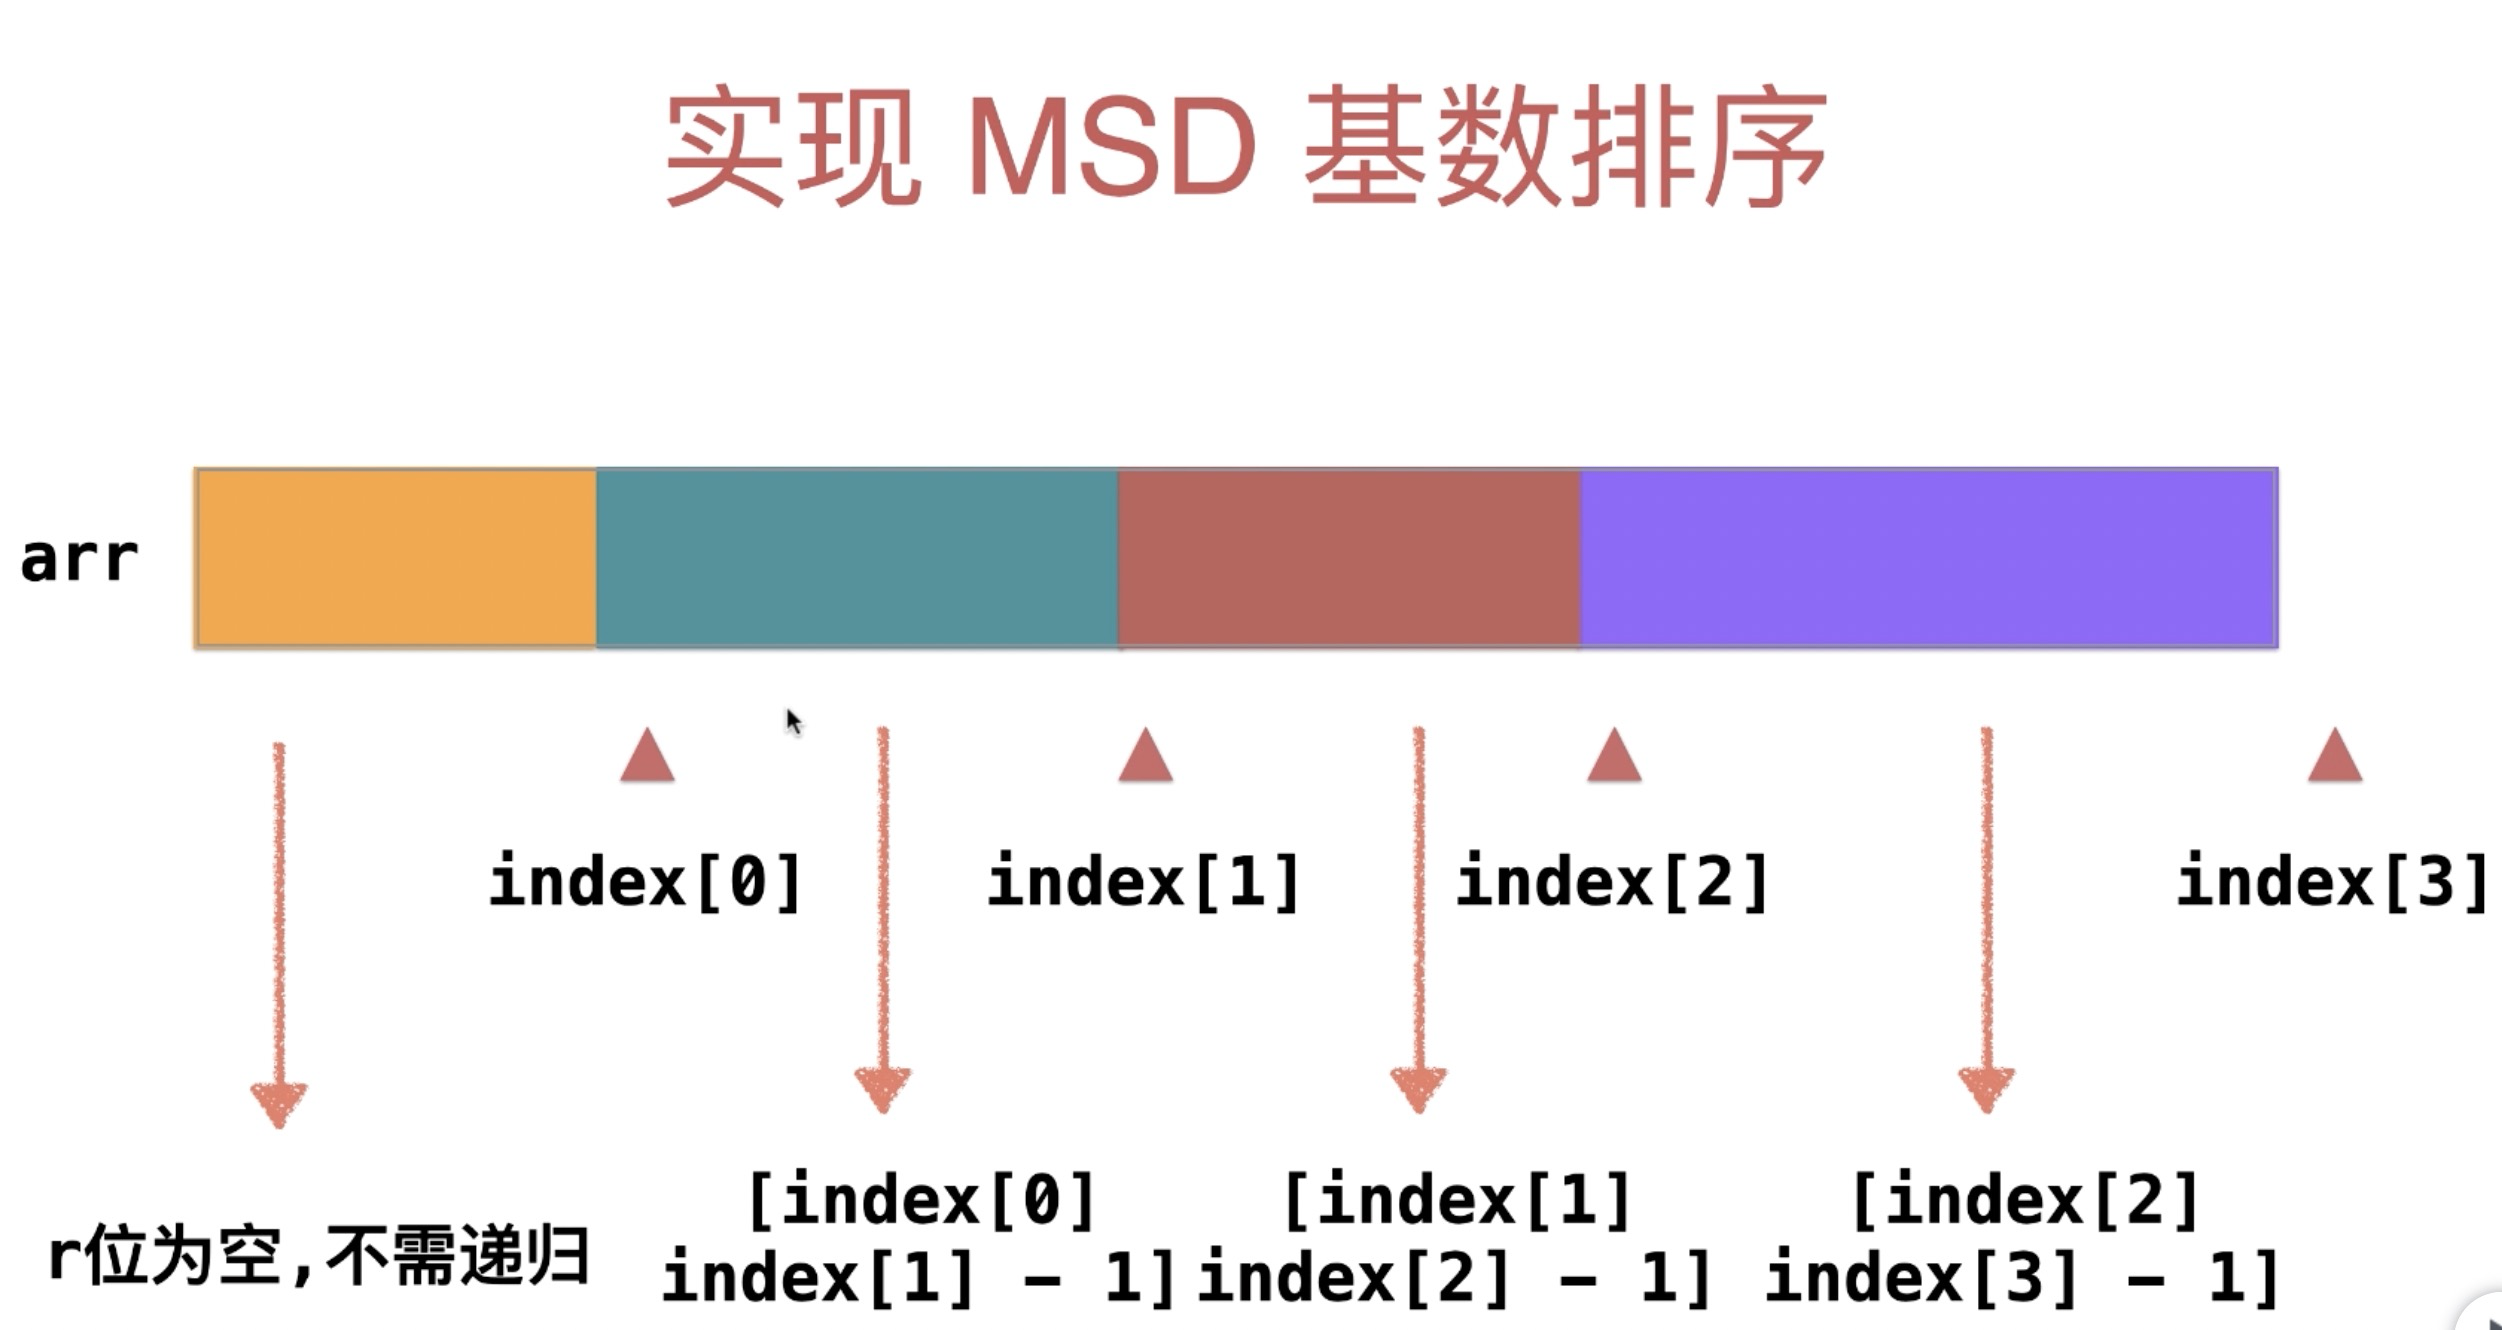 实现 MSD 基数排序
arr
index[0]
index[1]
index[2]
index[3]
r位为空,不需递归
[index[0]
index[1] - 1]
[index[1]
index[2] - 1]
[index[2]
index[3] - 1]